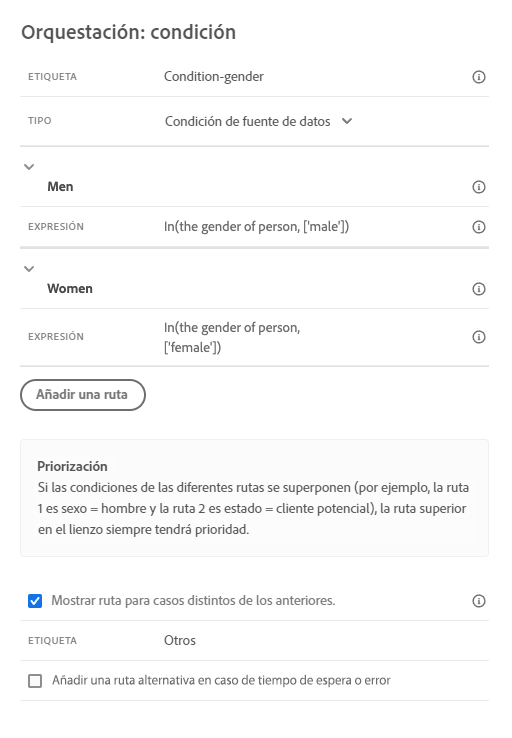 Orquestación: condición
ETIQUETA Condition-gender
TIPO Condición de fuente de datos
Men
EXPRESIÓN In(the gender of person, ['male'])
Women
EXPRESIÓN In(the gender of person,
['female'])
Añadir una ruta
Priorización
Si las condiciones de las diferentes rutas se superponen (por ejemplo, la ruta
1 es sexo = hombre y la ruta 2 es estado = cliente potencial), la ruta superior
en el lienzo siempre tendrá prioridad.
Mostrar ruta para casos distintos de los anteriores.
ETIQUETA Otros
Añadir una ruta alternativa en caso de tiempo de espera o error